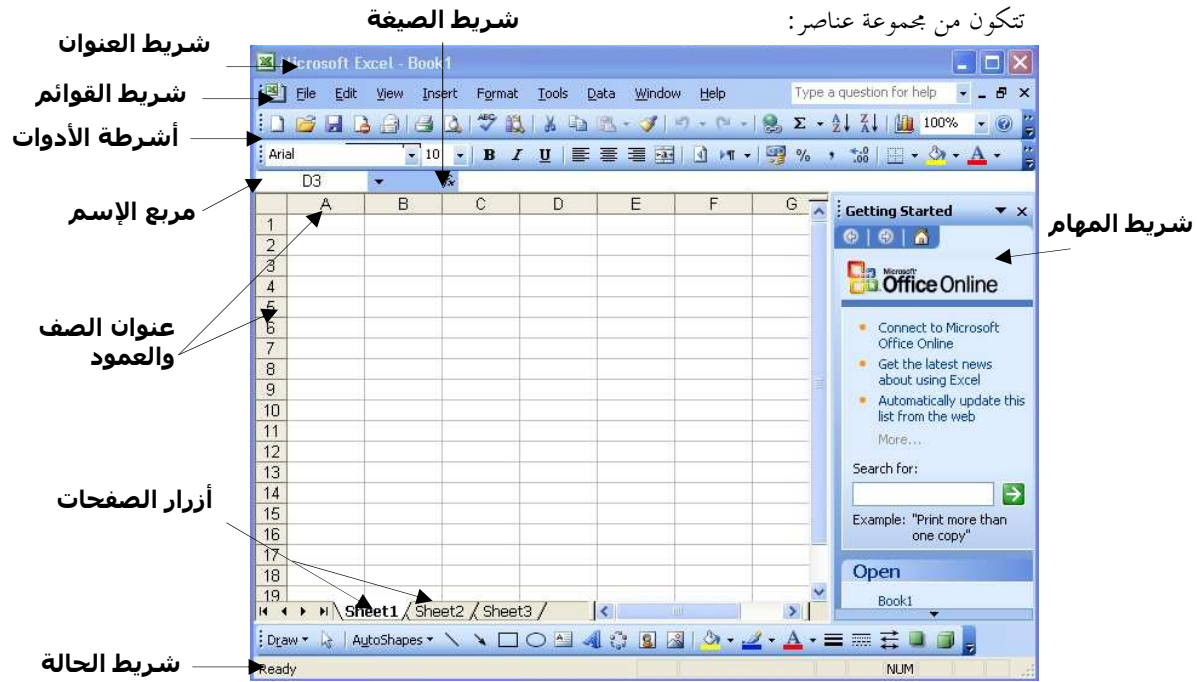 تتكون من مجموعة عناصر:
شريط الصيغة
شريط العنوان
Microsoft Excel - Book1
شريط القوائم
File Edit View Insert Format Tools Data Window Help Type a question for help
أشرطة الأدوات
100%
Arial 10 B I U
مربع الإسم
D3
A B C D E F G
1
2
3
4
5
6
7
8
9
10
11
12
13
14
15
16
17
18
19
عنوان الصف
والعمود
شريط المهام
Getting Started
Microsoft
Office Online
Connect to Microsoft
Office Online
Get the latest news
about using Excel
Automatically update this
list from the web
More...
Search for:
Example: "Print more than
one copy"
Open
Book1
أزرار الصفحات
Sheet1 Sheet2 Sheet3
Draw AutoShapes
شريط الحالة
Ready NUM